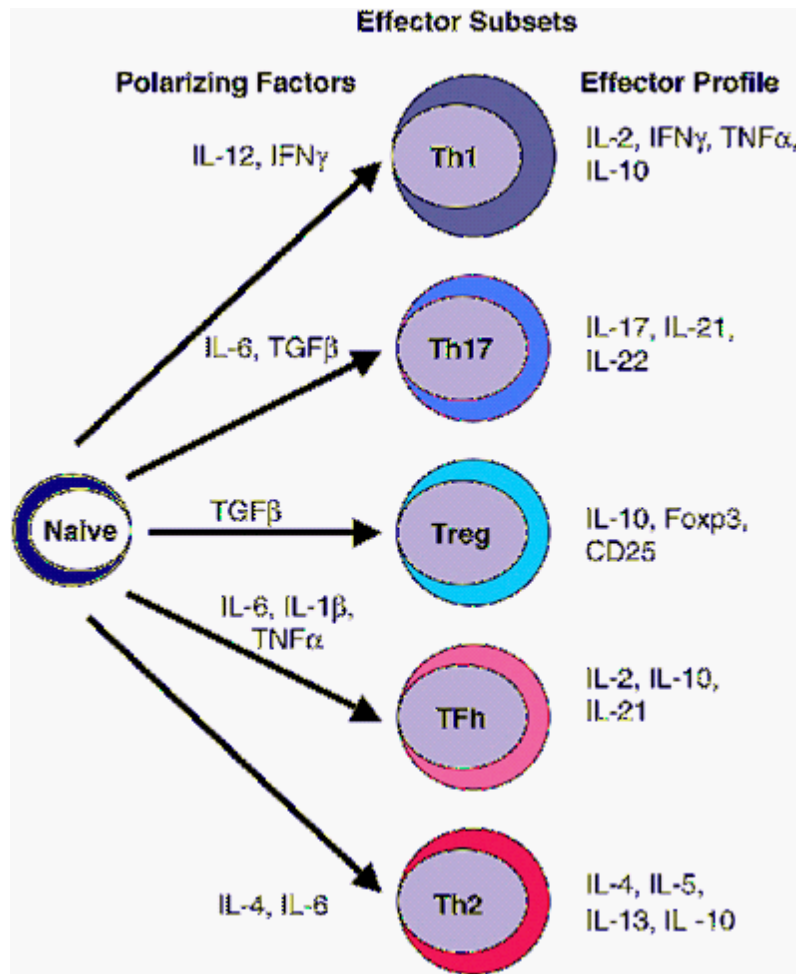 Effector Subsets
Polarizing Factors
Effector Profile
IL-12, IFNγ
Th1
IL-2, IFNγ, TNFα,
IL-10
IL-6, TGFβ
Th17
IL-17, IL-21,
IL-22
Naive
TGFβ
Treg
IL-10, Foxp3,
CD25
IL-6, IL-1β,
TNFα
TFh
IL-2, IL-10,
IL-21
IL-4, IL-6
Th2
IL-4, IL-5,
IL-13, IL -10